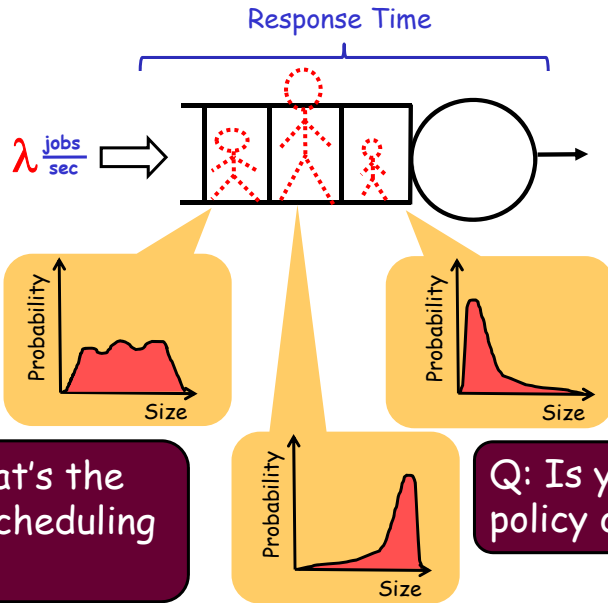 Response Time
λ jobs
sec
Probability
Size
Probability
Size
at's the
cheduling
Probability
Size
Q: Is y
policy